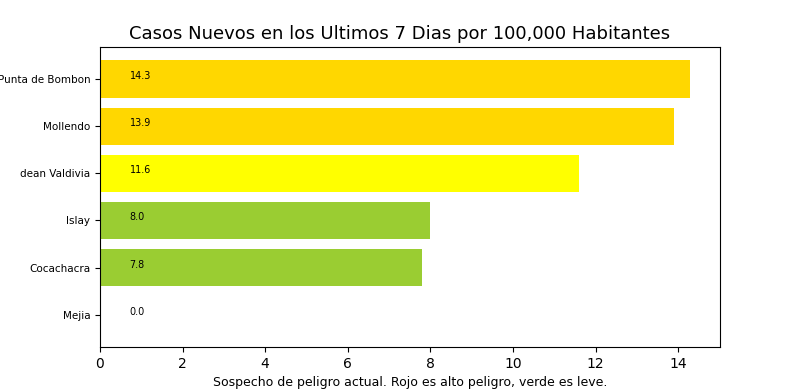 Casos Nuevos en los Ultimos 7 Dias por 100,000 Habitantes
Punta de Bombon 14.3
Mollendo 13.9
dean Valdivia 11.6
Islay 8.0
Cocachacra 7.8
Mejia 0.0
0 2 4 6 8 10 12 14
Sospecho de peligro actual. Rojo es alto peligro, verde es leve.